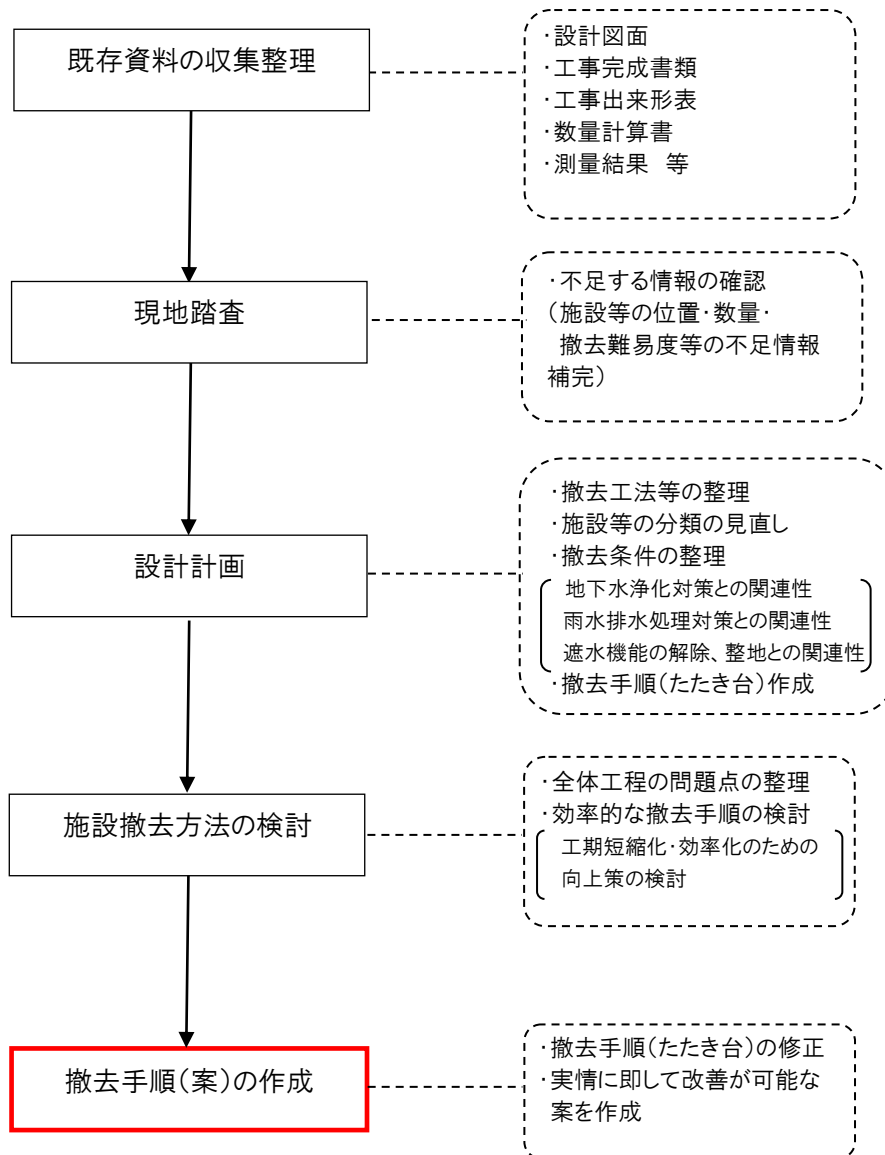 既存資料の収集整理
・設計図面
・工事完成書類
・工事出来形表
・数量計算書
・測量結果　等
現地踏査
・不足する情報の確認
（施設等の位置・数量・
撤去難易度等の不足情報
補完）
設計計画
・撤去工法等の整理
・施設等の分類の見直し
・撤去条件の整理
地下水浄化対策との関連性
雨水排水処理対策との関連性
遮水機能の解除、整地との関連性
・撤去手順（たたき台）作成
施設撤去方法の検討
・全体工程の問題点の整理
・効率的な撤去手順の検討
工期短縮化・効率化のための
向上策の検討
撤去手順（案）の作成
・撤去手順（たたき台）の修正
・実情に即して改善が可能な
案を作成